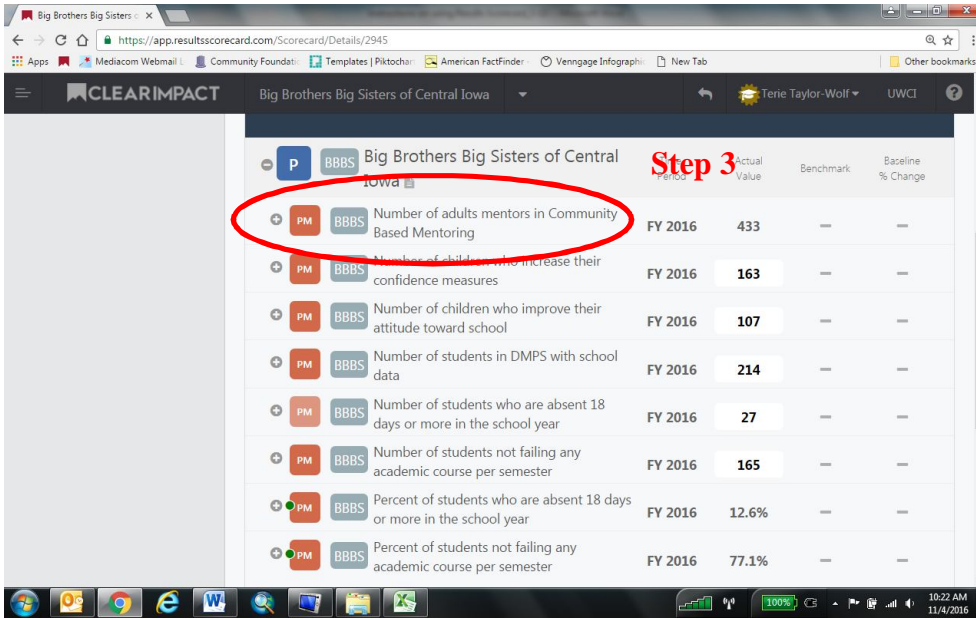 Big Brothers Big Sisters o
https://app.resultsscorecard.com/Scorecard/Details/2945
Apps Mediacom Webmail L Community Foundatio Templates | Piktochar American FactFinder - Venngage Infographic New Tab Other bookmarks
CLEARIMPACT Big Brothers Big Sisters of Central Iowa Terie Taylor-Wolf UWCI ?
P BBBS Big Brothers Big Sisters of Central
Iowa
Step 3
Period
Actual
Value
Benchmark
Baseline
% Change
PM BBBS Number of adults mentors in Community
Based Mentoring
FY 2016 433 – –
PM BBBS Number of children who increase their
confidence measures
FY 2016 163 – –
PM BBBS Number of children who improve their
attitude toward school
FY 2016 107 – –
PM BBBS Number of students in DMPS with school
data
FY 2016 214 – –
PM BBBS Number of students who are absent 18
days or more in the school year
FY 2016 27 – –
PM BBBS Number of students not failing any
academic course per semester
FY 2016 165 – –
PM BBBS Percent of students who are absent 18 days
or more in the school year
FY 2016 12.6% – –
PM BBBS Percent of students not failing any
academic course per semester
FY 2016 77.1% – –
100%
10:22 AM
11/4/2016